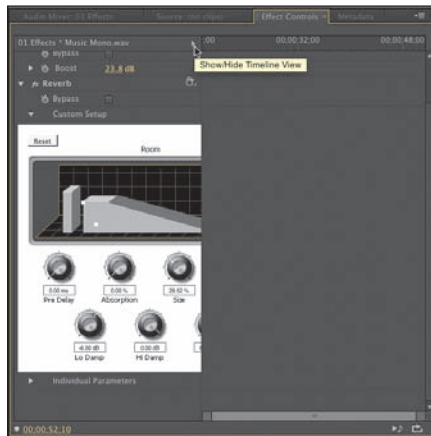 Audio Mixer: 01 Effects Source: (no clips) Effect Controls Metadata
01 Effects * Music Mono.wav :00 00;00;32;00 00;00;48;00
Bypass
Boost 23.8 dB
Show/Hide Timeline View
fx Reverb
Bypass
Custom Setup
Reset
Room
0.00 ms 0.00 % 39.62 %
Pre Delay Absorption Size
-6.00 dB 0.00 dB
Lo Damp Hi Damp
Individual Parameters
00;00;52;10